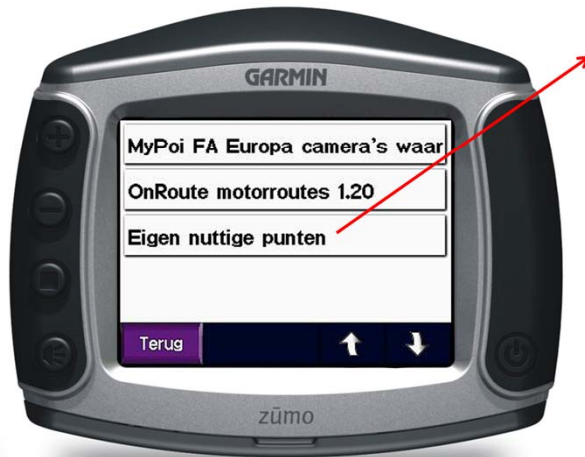 GARMIN
MyPoi FA Europa camera's waar
OnRoute motorroutes 1.20
Eigen nuttige punten
Terug
zūmo